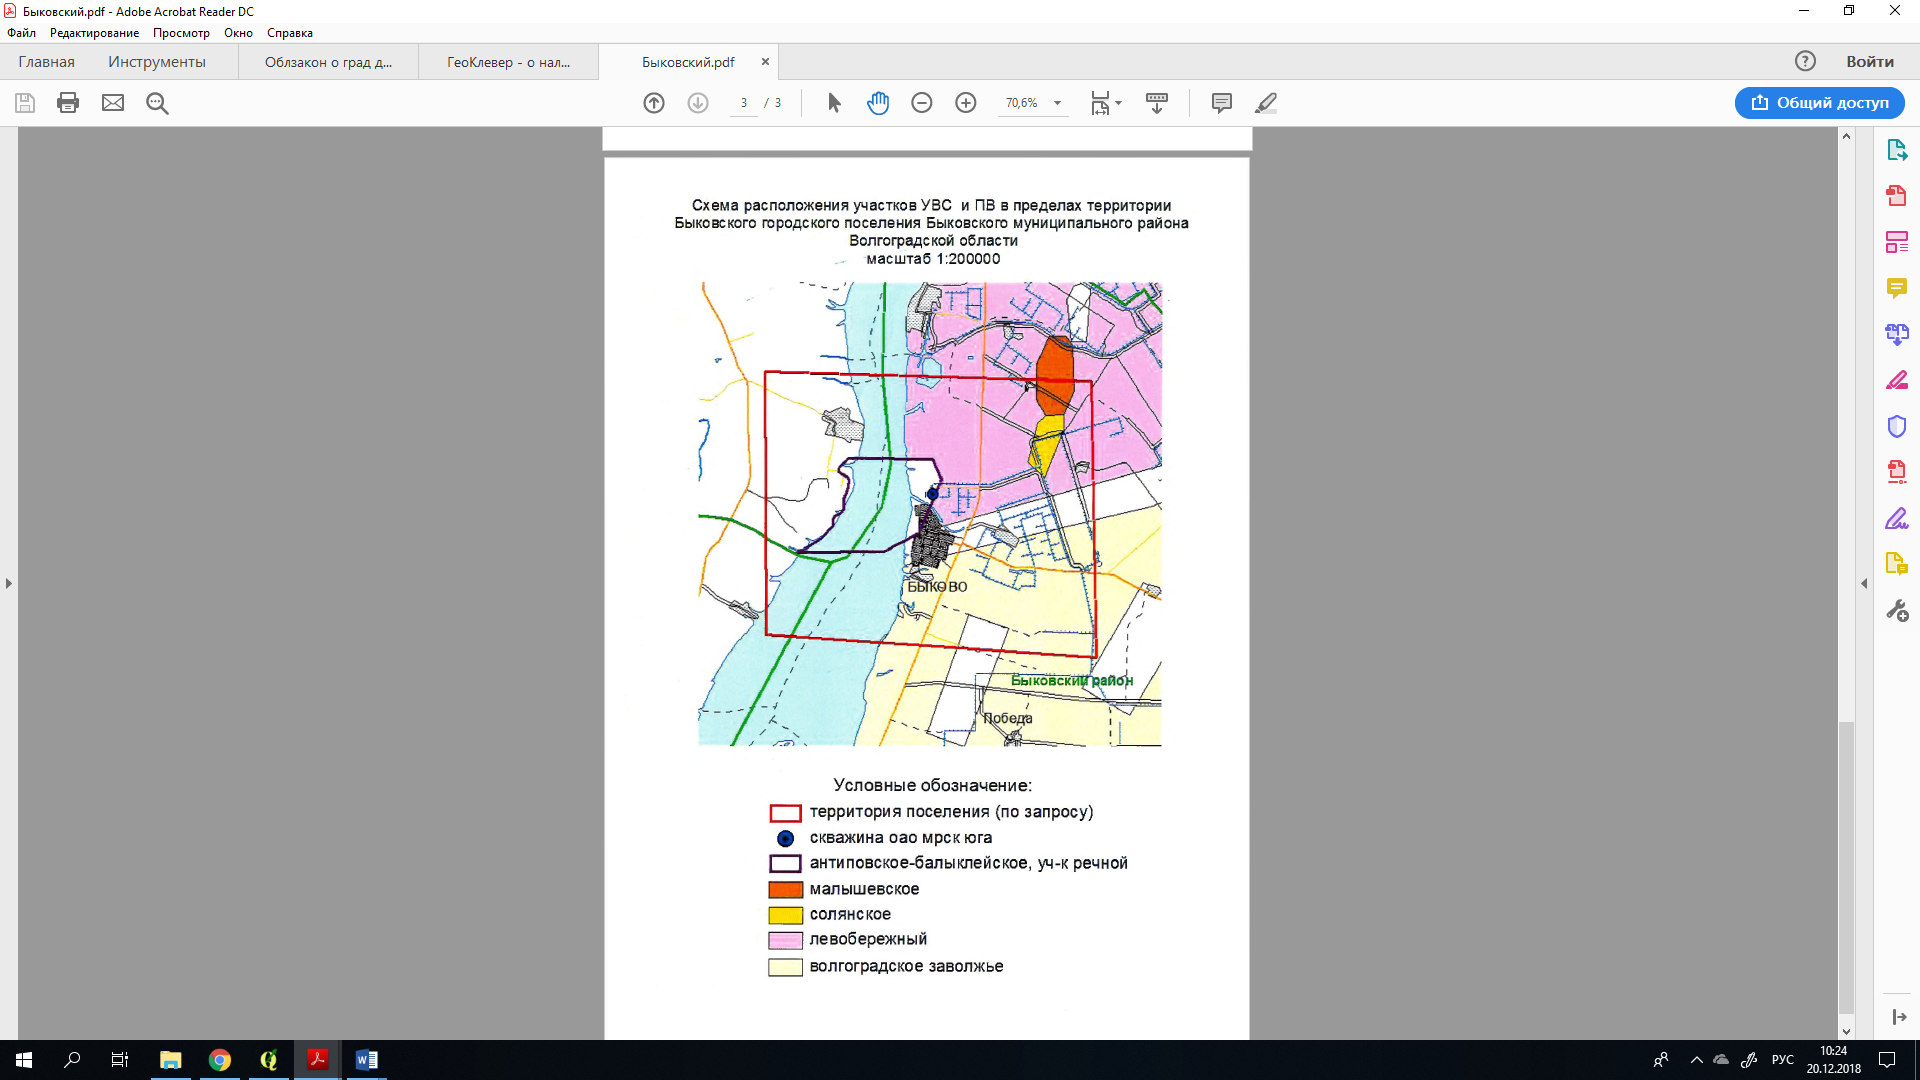 Быковский.pdf - Adobe Acrobat Reader DC
Файл Редактирование Просмотр Окно Справка
Главная Инструменты Облзакон о град д... ГеоКлевер - о нал... Быковский.pdf Войти
3 / 3 70,6% Общий доступ
Схема расположения участков УВС и ПВ в пределах территории
Быковского городского поселения Быковского муниципального района
Волгоградской области
масштаб 1:200000
БЫКОВО
Быковский район
Победа
Условные обозначение:
территория поселения (по запросу)
скважина оао мрск юга
антиповское-балыклейское, уч-к речной
малышевское
солянское
левобережный
волгоградское заволжье
РУС
10:24
20.12.2018